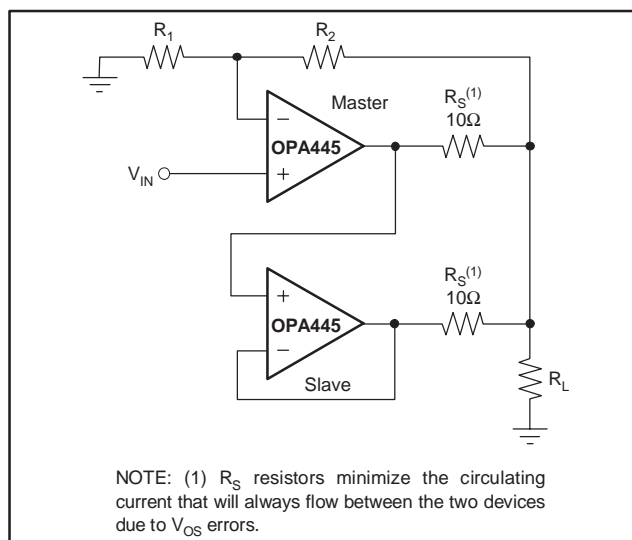 R1
R2
Master
RS(1)
10Ω
−
OPA445
+
VIN
RS(1)
10Ω
+
OPA445
−
Slave
RL
NOTE: (1) RS resistors minimize the circulating
current that will always flow between the two devices
due to VOS errors.